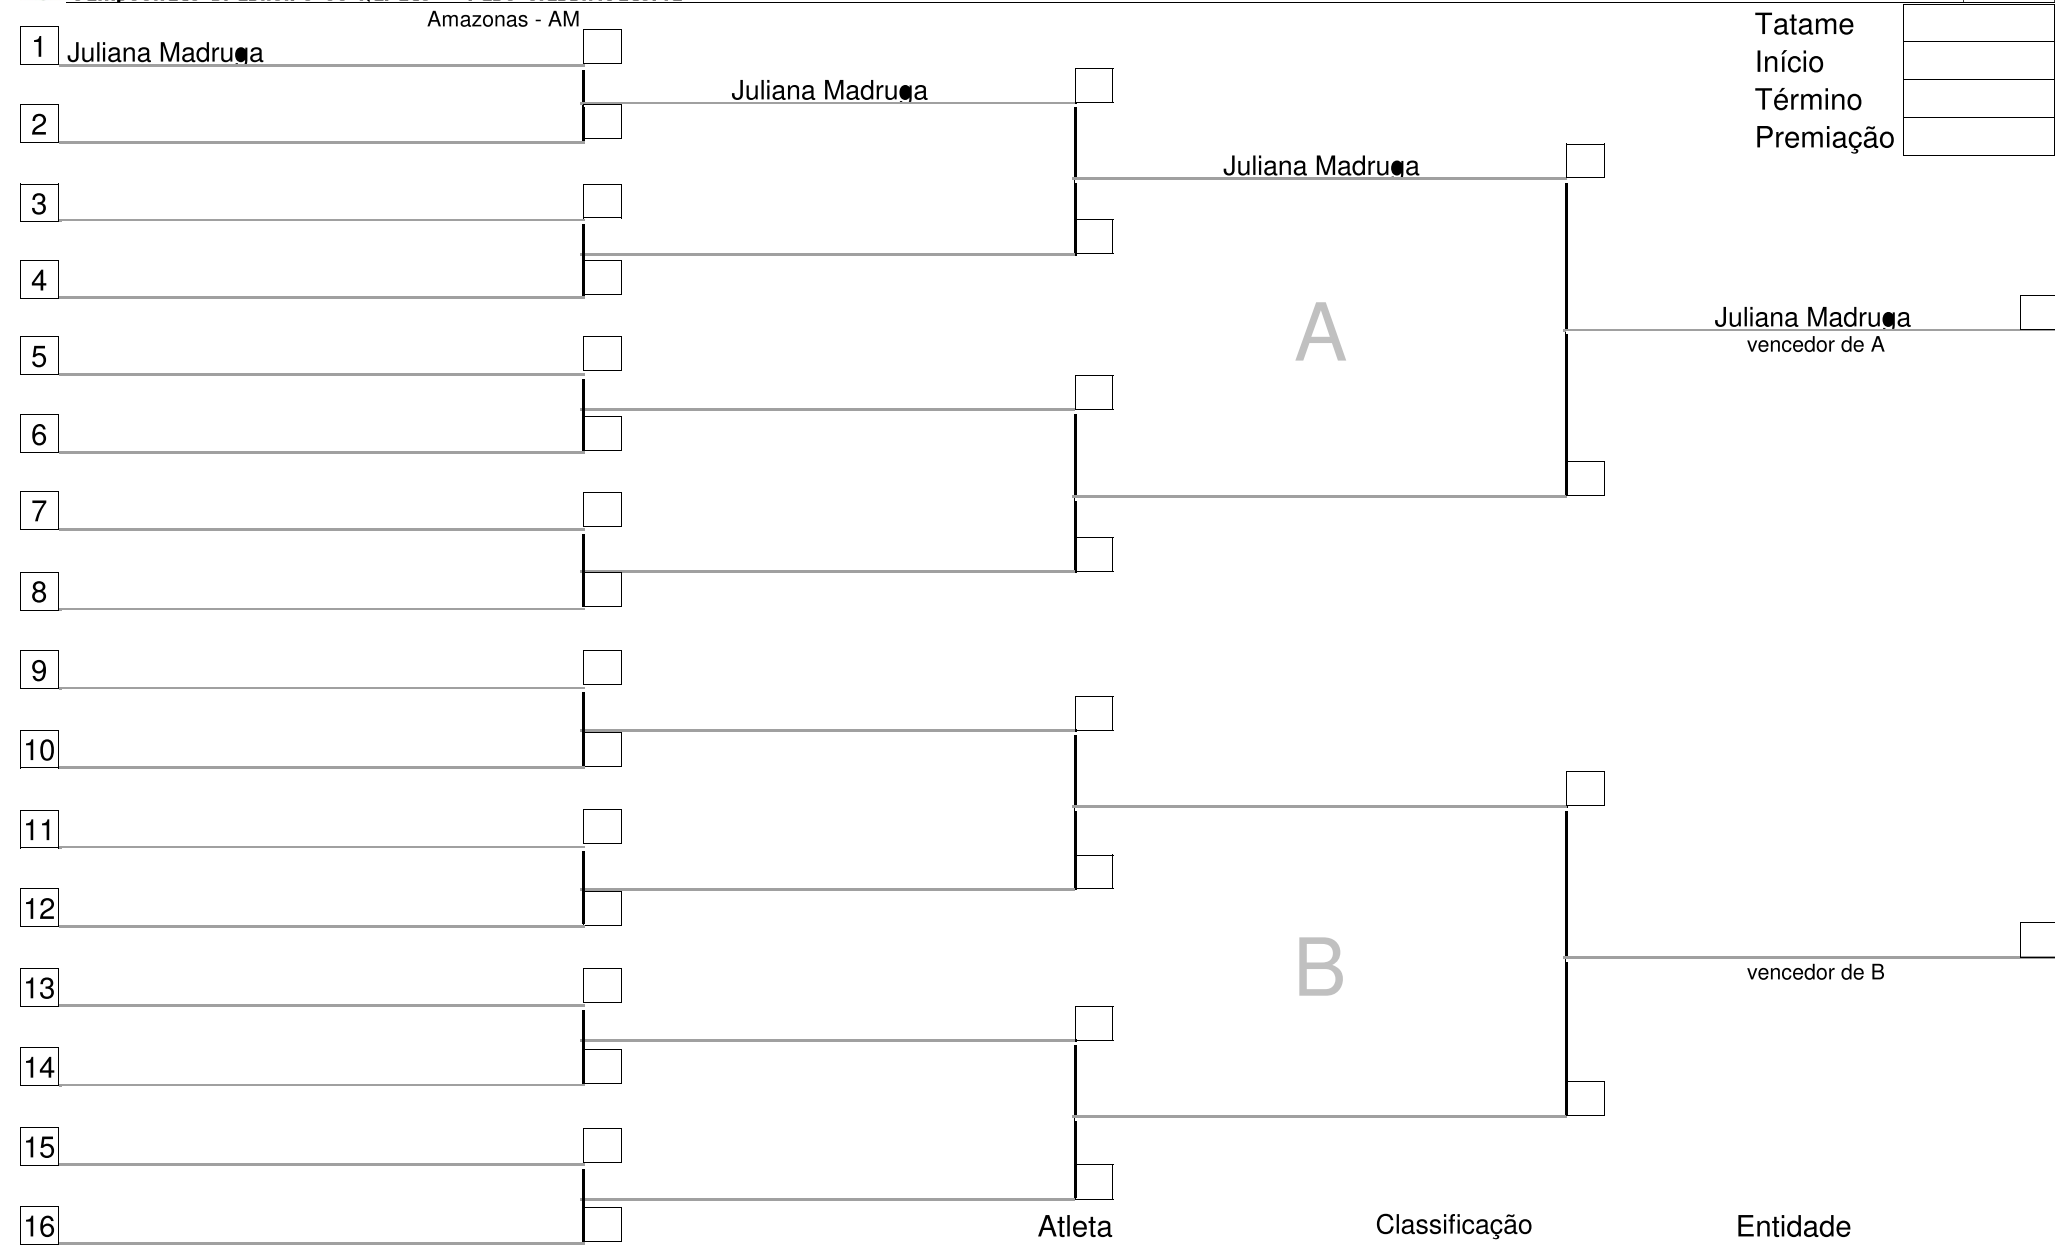 Amazonas - AM
Tatame
1 Juliana Madruga
Início
Juliana Madruga
Término
2
Premiação
Juliana Madruga
3
4
A
Juliana Madruga
vencedor de A
5
6
7
8
9
10
11
12
B
vencedor de B
13
14
15
16
Atleta Classificação Entidade